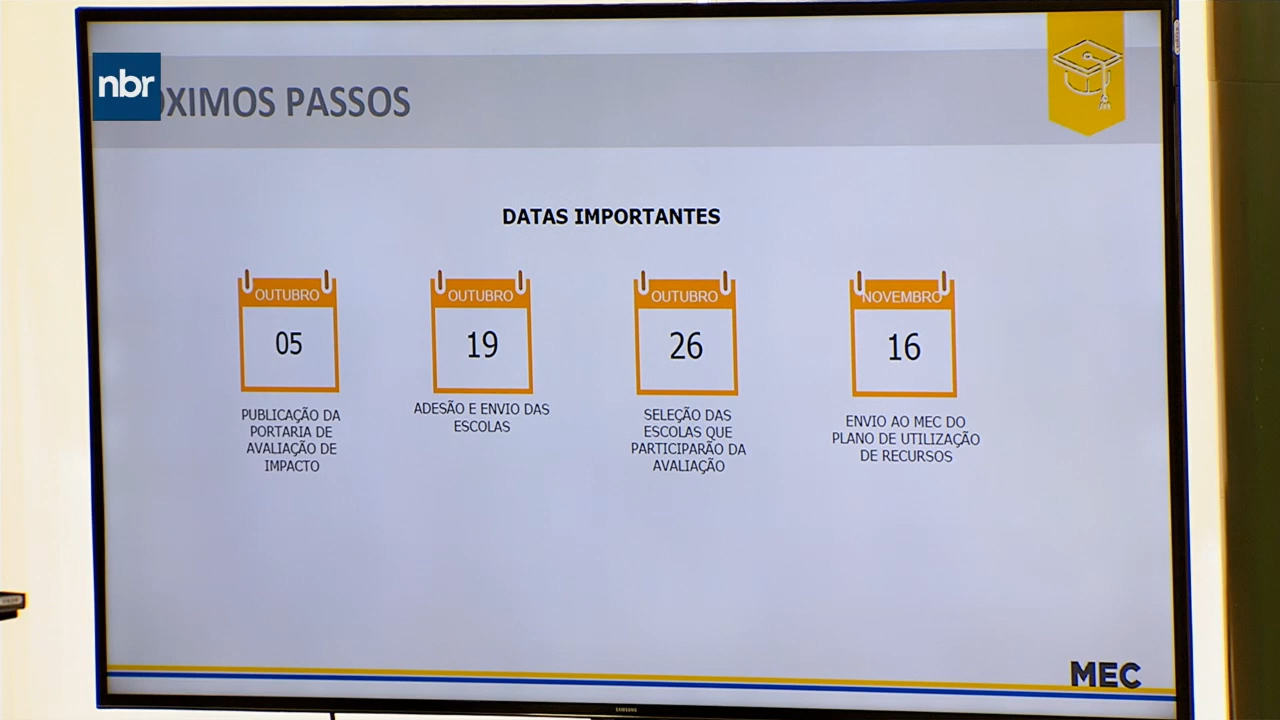 nbr
ÓXIMOS PASSOS
DATAS IMPORTANTES
OUTUBRO
05
PUBLICAÇÃO DA
PORTARIA DE
AVALIAÇÃO DE
IMPACTO
OUTUBRO
19
ADESÃO E ENVIO DAS
ESCOLAS
OUTUBRO
26
SELEÇÃO DAS
ESCOLAS QUE
PARTICIPARÃO DA
AVALIAÇÃO
NOVEMBRO
16
ENVIO AO MEC DO
PLANO DE UTILIZAÇÃO
DE RECURSOS
MEC
SAMSUNG